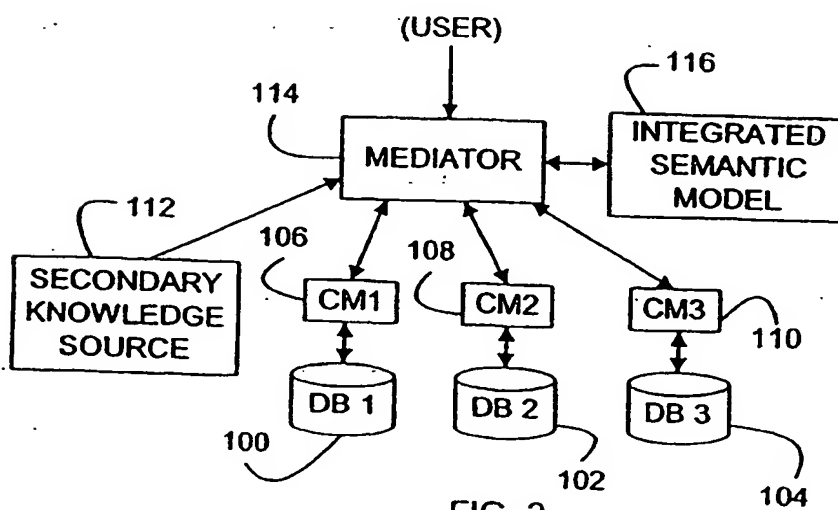 (USER)
116
114
MEDIATOR
INTEGRATED
SEMANTIC
MODEL
112
106
108
SECONDARY
KNOWLEDGE
SOURCE
CM1
CM2
CM3
110
DB 1
DB 2
DB 3
100
102
104